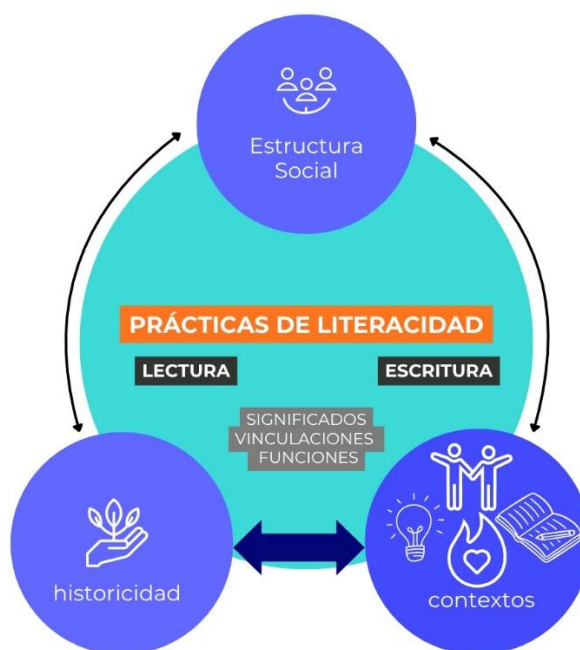 Estructura
Social
PRÁCTICAS DE LITERACIDAD
LECTURA
ESCRITURA
SIGNIFICADOS
VINCULACIONES
FUNCIONES
historicidad
contextos